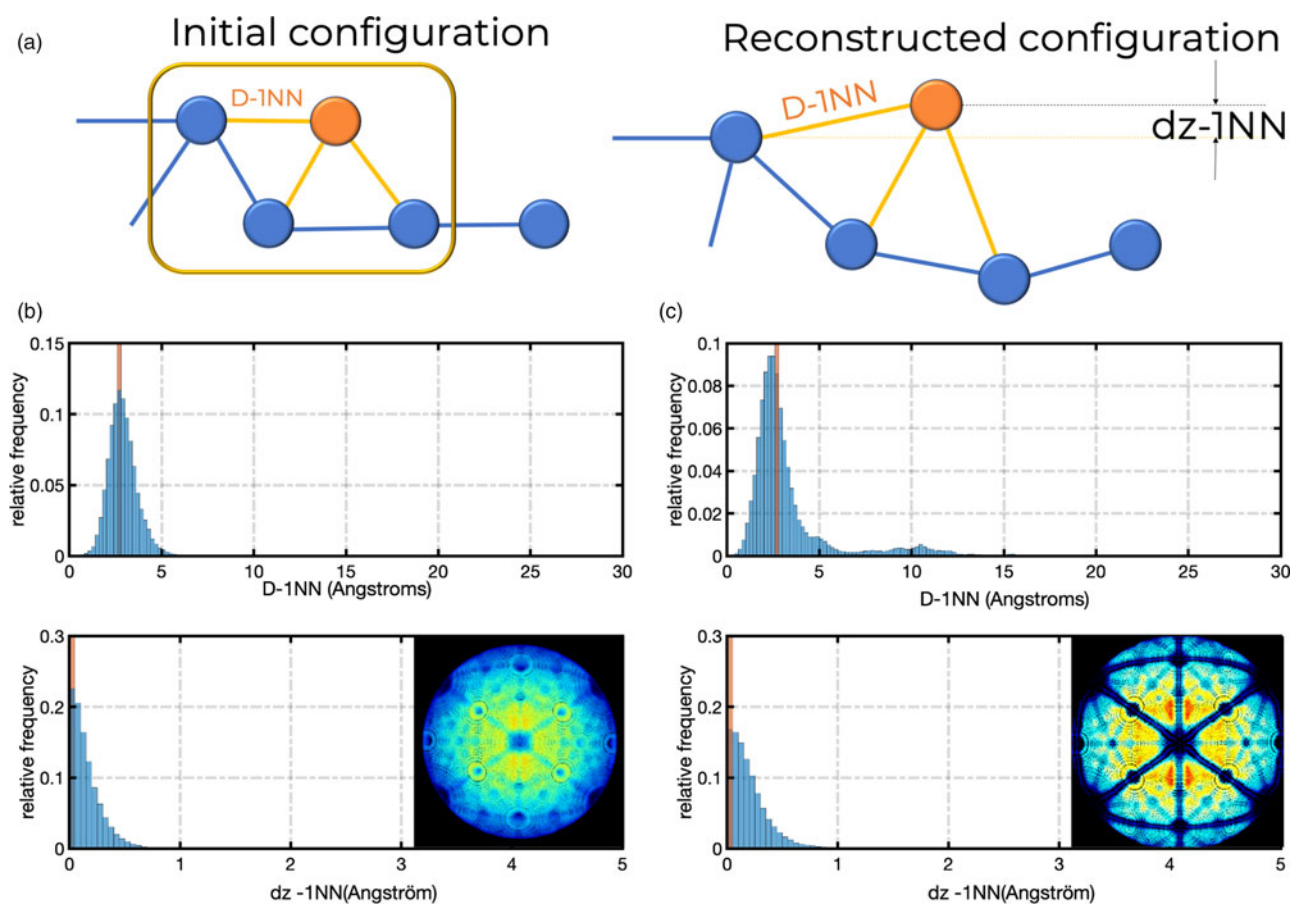 (a)
Initial configuration
Reconstructed configuration
D-1NN
D-1NN
dz-1NN
(b)
(c)
0.15
0.1
0.05
0
relative frequency
0 5 10 15 20 25 30
D-1NN (Angstroms)
0.1
0.08
0.06
0.04
0.02
0
relative frequency
0 5 10 15 20 25 30
D-1NN (Angstroms)
0.3
0.2
0.1
0
relative frequency
0 1 2 3 4 5
dz -1NN(Angström)
0.3
0.2
0.1
0
relative frequency
0 1 2 3 4 5
dz -1NN(Angström)